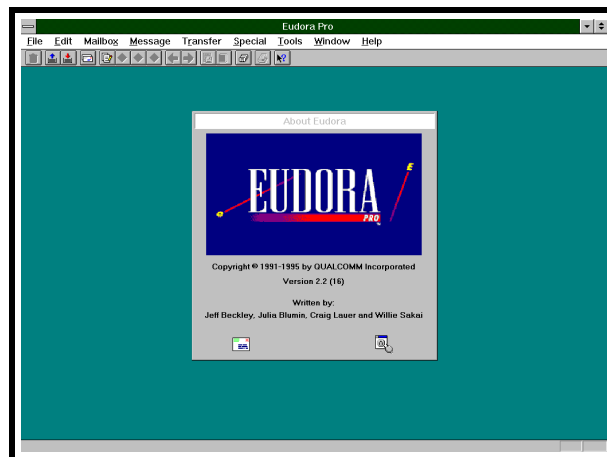 Eudora Pro
File Edit Mailbox Message Transfer Special Tools Window Help
About Eudora
E
EUDORA
PRO
Copyright © 1991-1995 by QUALCOMM Incorporated
Version 2.2 (16)
Written by:
Jeff Beckley, Julia Blumin, Craig Lauer and Willie Sakai